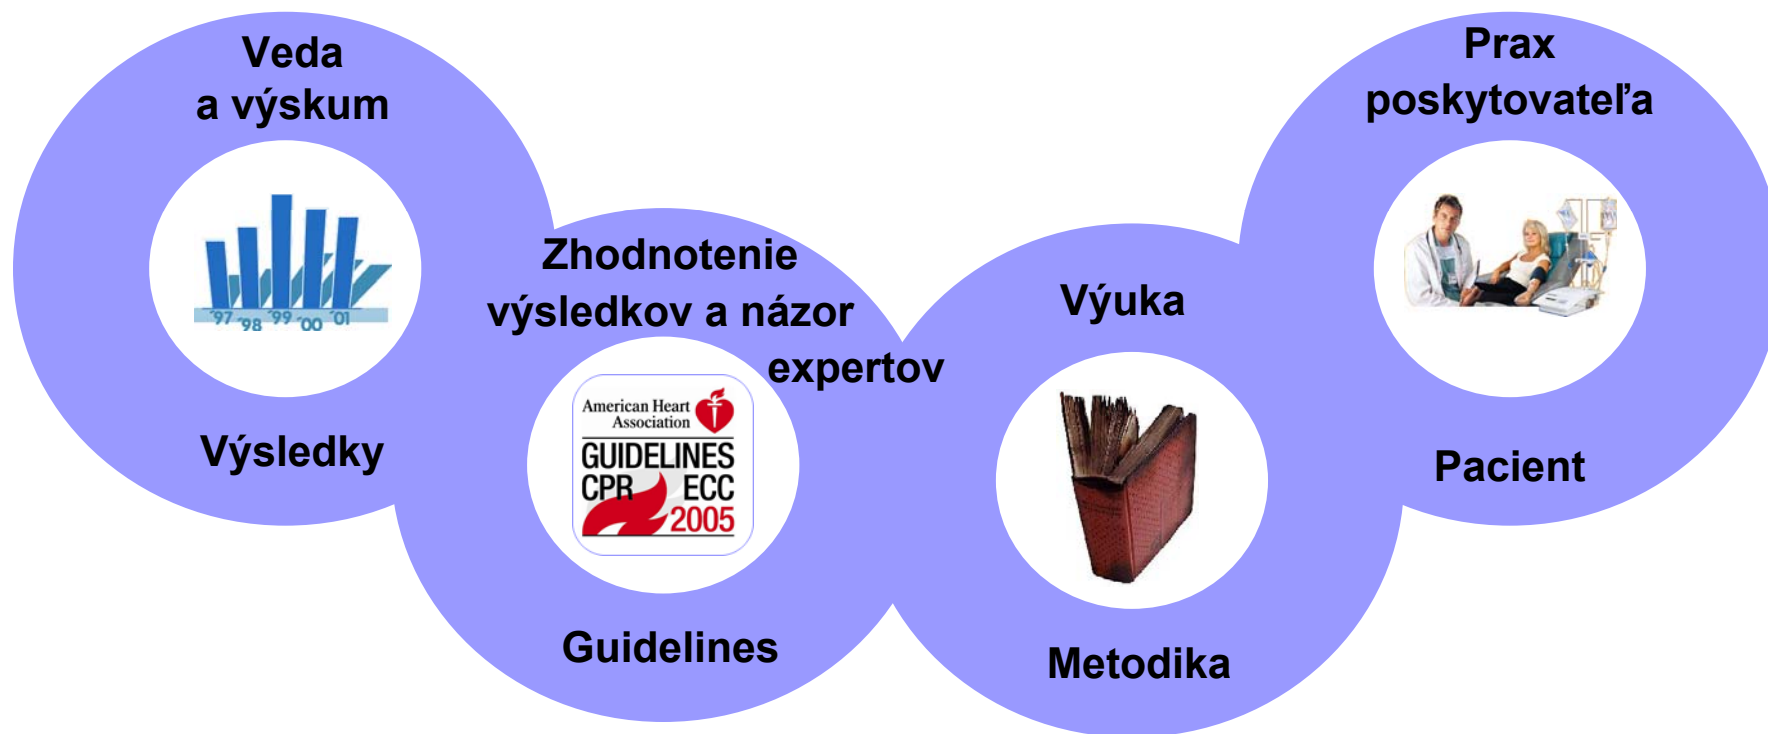 Veda
a výskum
'97 '98 '99 '00 '01
Výsledky
Zhodnotenie
výsledkov a názor
expertov
American Heart
Association
GUIDELINES
CPR ECC
2005
Guidelines
Výuka
Metodika
Prax
poskytovateľa
Pacient